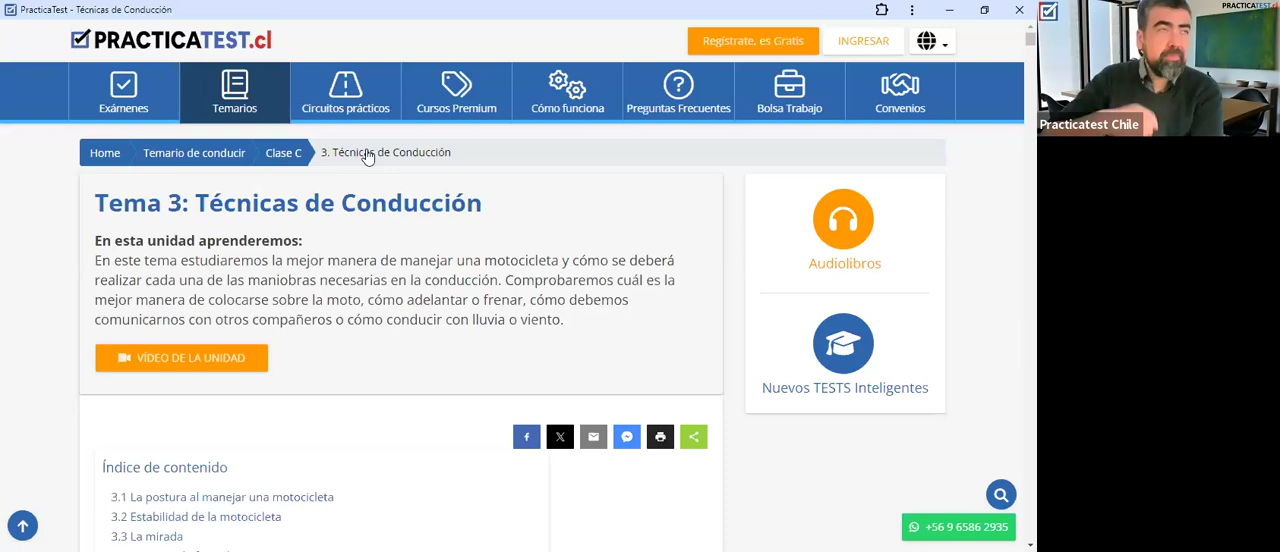 PracticaTest - Técnicas de Conducción
PRACTICATEST.cl
Regístrate, es Gratis
INGRESAR
Exámenes
Temarios
Circuitos prácticos
Cursos Premium
Cómo funciona
Preguntas Frecuentes
Bolsa Trabajo
Convenios
Home
Temario de conducir
Clase C
3. Técnicas de Conducción
Tema 3: Técnicas de Conducción
En esta unidad aprenderemos:
En este tema estudiaremos la mejor manera de manejar una motocicleta y cómo se deberá
realizar cada una de las maniobras necesarias en la conducción. Comprobaremos cuál es la
mejor manera de colocarse sobre la moto, cómo adelantar o frenar, cómo debemos
comunicarnos con otros compañeros o cómo conducir con lluvia o viento.
VÍDEO DE LA UNIDAD
Audiolibros
Nuevos TESTS Inteligentes
Índice de contenido
3.1 La postura al manejar una motocicleta
3.2 Estabilidad de la motocicleta
3.3 La mirada
+56 9 6586 2935
PRACTICATEST.cl
Practicatest Chile